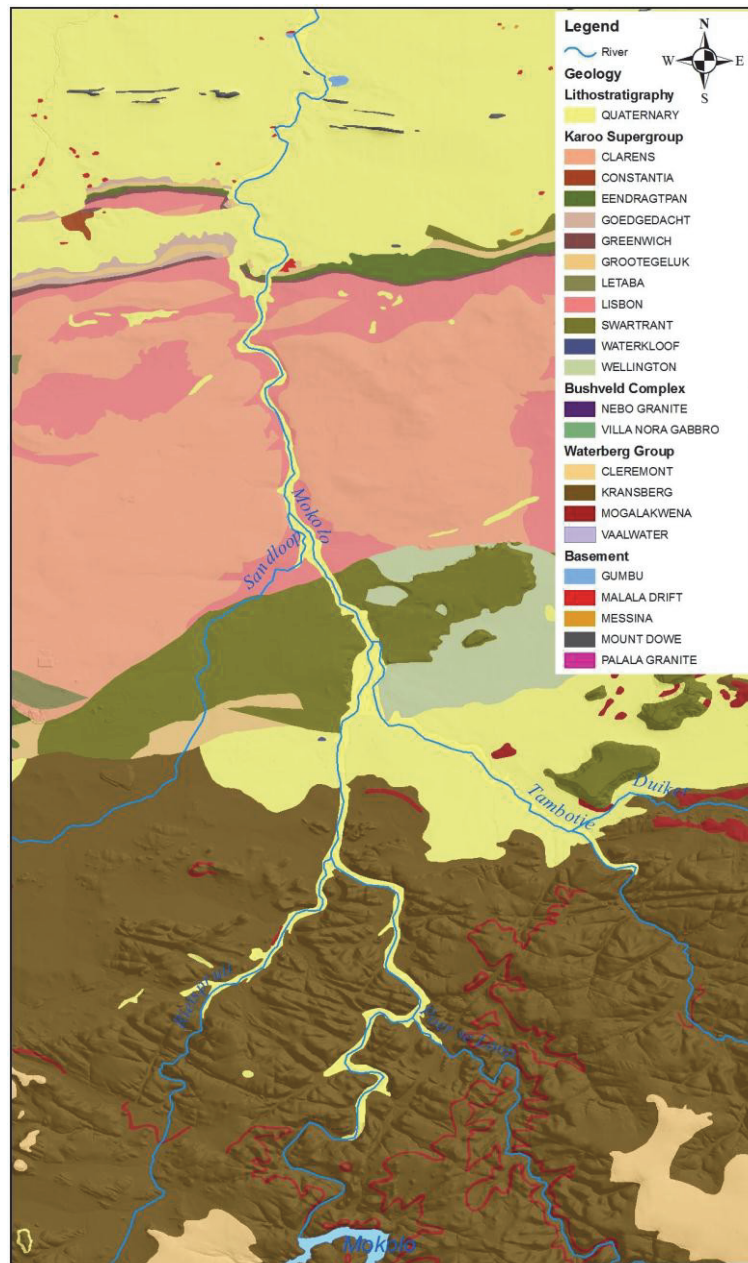 Legend
River
Geology
Lithostratigraphy
QUATERNARY
Karoo Supergroup
CLARENS
CONSTANTIA
EENDRAGTPAN
GOEDGEDACHT
GREENWICH
GROOTEGELUK
LETABA
LISBON
SWARTRANT
WATERKLOOF
WELLINGTON
Bushveld Complex
NEBO GRANITE
VILLA NORA GABBRO
Waterberg Group
CLEREMONT
KRANSBERG
MOGALAKWENA
VAALWATER
Basement
GUMBU
MALALA DRIFT
MESSINA
MOUNT DOWE
PALALA GRANITE
N
W E
S
Mokolo
Sandloop
Tambotie
Duiker
se Loop
Mokolo